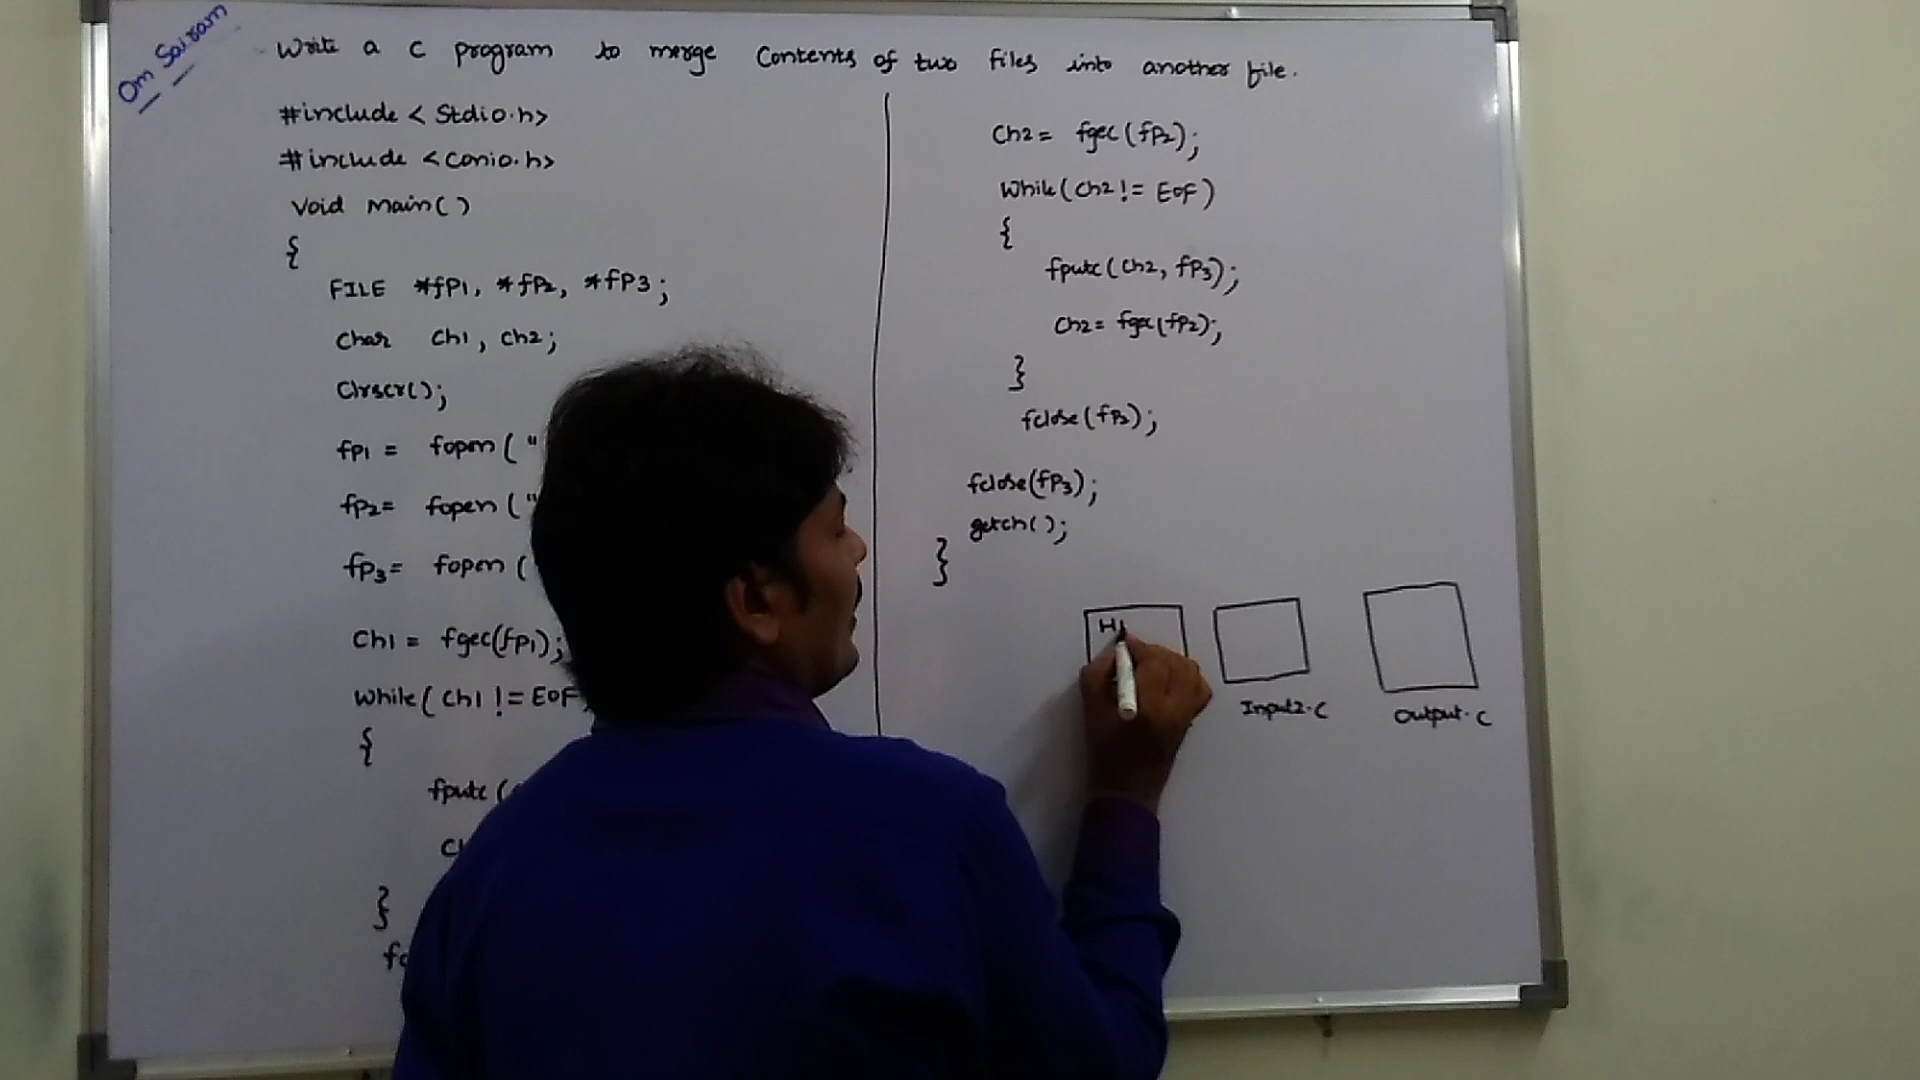 Om Sairam
Write a C program to merge Contents of two files into another file.
#include < Stdio.h>
#include <conio.h>
Void main()
{
FILE *fP1, *fP2, *fP3;
Char Ch1, Ch2;
Clrscr();
fp1 = fopen ( "
fp2= fopen ( "
fp3= fopen (
Ch1 = fgec(fp1);
While( Ch1 != EOF
{
fputc (
}
Ch2= fgec(fp2);
While( Ch2 != EOF)
{
fputc(Ch2, fp3);
Ch2= fgec(fp2);
}
fclose(fp2);
fclose(fp3);
getch();
}
Hi
Input2.C
Output.C